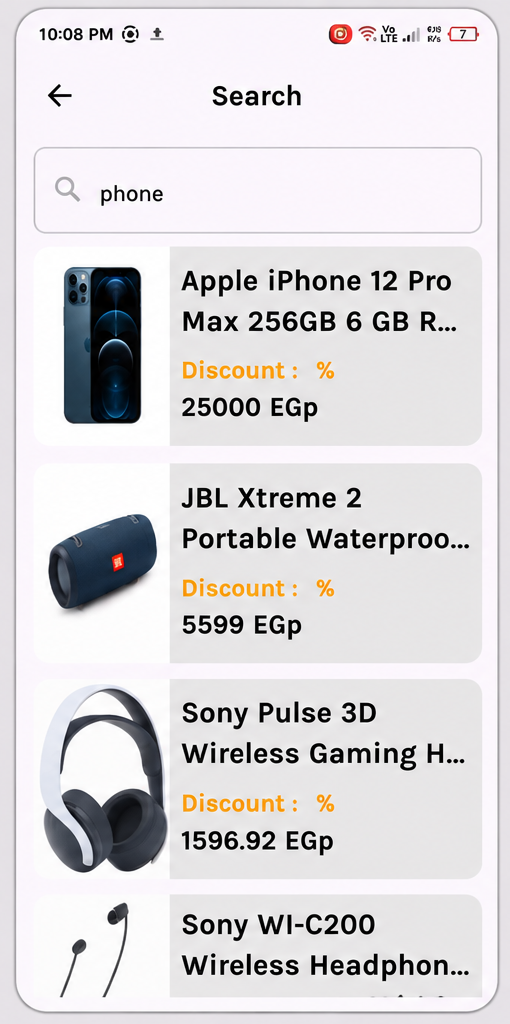 10:08 PM
Vo
LTE
7
Search
phone
Apple iPhone 12 Pro
Max 256GB 6 GB R...
Discount : %
25000 EGp
JBL Xtreme 2
Portable Waterproo...
Discount : %
5599 EGp
Sony Pulse 3D
Wireless Gaming H...
Discount : %
1596.92 EGp
Sony WI-C200
Wireless Headphon...